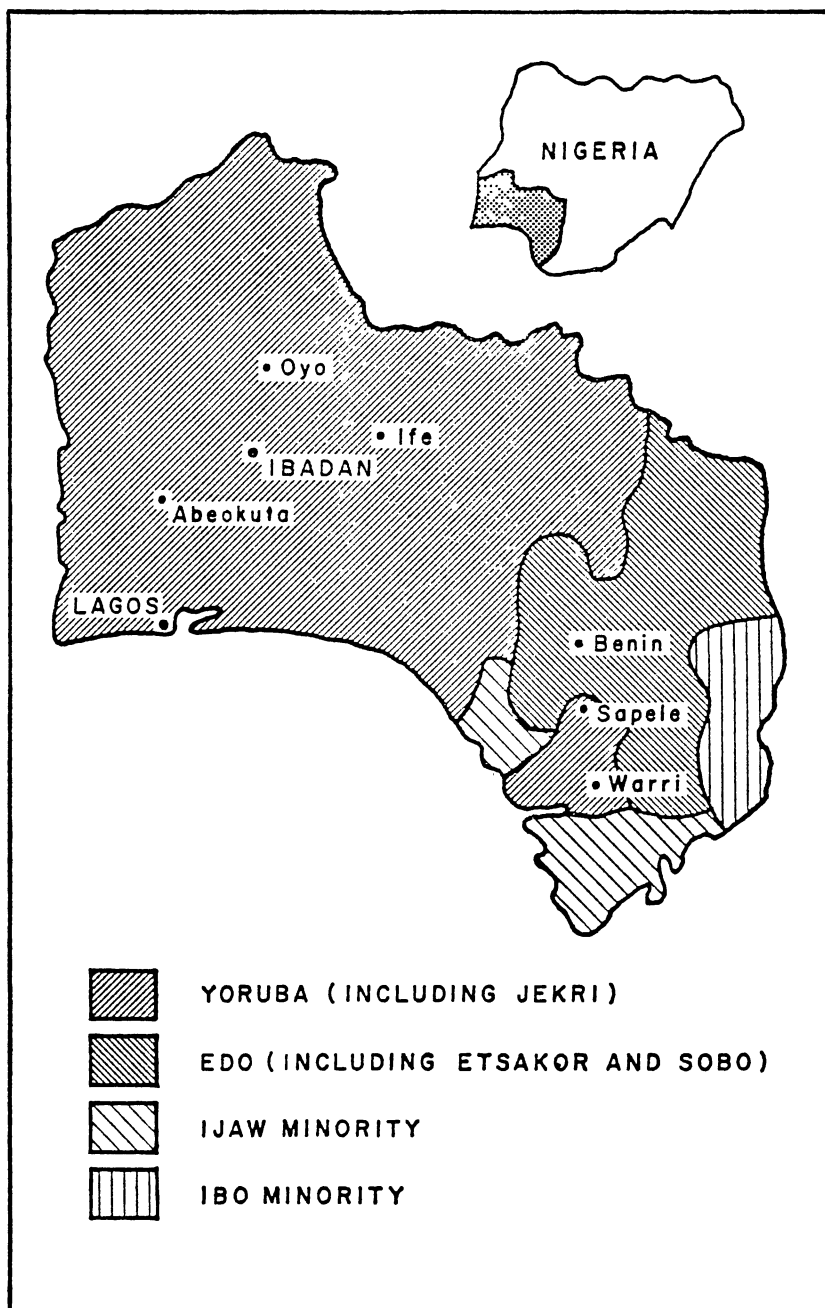 NIGERIA
Oyo
Ife
IBADAN
Abeokuta
LAGOS
Benin
Sapele
Warri
YORUBA (INCLUDING JEKRI)
EDO (INCLUDING ETSAKOR AND SOBO)
IJAW MINORITY
IBO MINORITY